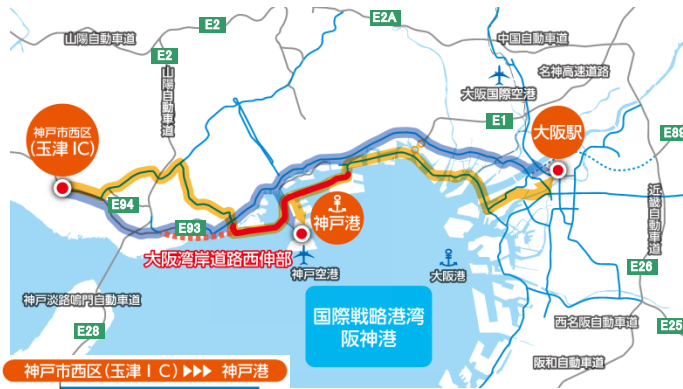 E2A
E2
山陽自動車道
中国自動車道
E2
名神高速道路
山陽自動車道
大阪国際空港
E1
神戸市西区
(玉津IC)
大阪駅
E89
E94
近畿自動車道
E93
神戸港
大阪湾岸道路西伸部
神戸空港
大阪港
E26
神戸淡路鳴門自動車道
国際戦略港湾
阪神港
西名阪自動車道
E25
E28
阪和自動車道
神戸市西区(玉津IC)▶▶▶ 神戸港